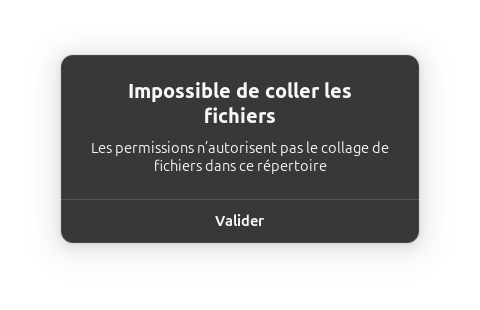 Impossible de coller les
fichiers
Les permissions n’autorisent pas le collage de
fichiers dans ce répertoire
Valider